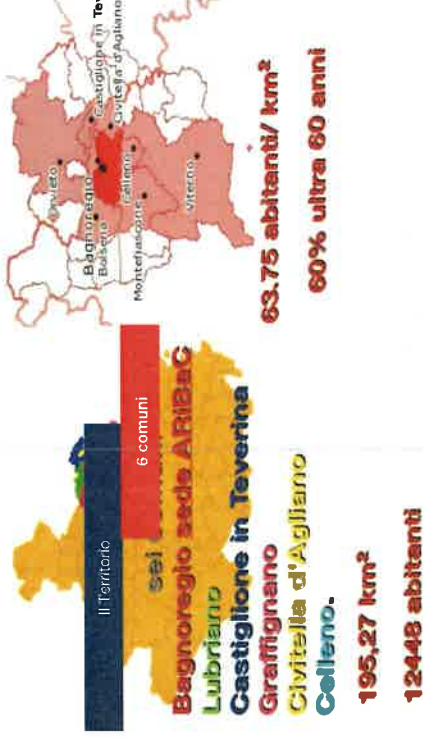 Il Territorio
6 comuni
sei
Bagnoregio sede ARIBaC
Lubriano
Castiglione in Teverina
Graffignano
Civitella d'Agliano
Celleno.
195,27 km²
12448 abitanti
Orvieto
Castiglione in Tev
Civitella d'Agliano
Bagnoregio
Bolsena
Celleno
Montefiascone
Viterbo
63.75 abitanti/ km²
60% ultra 60 anni